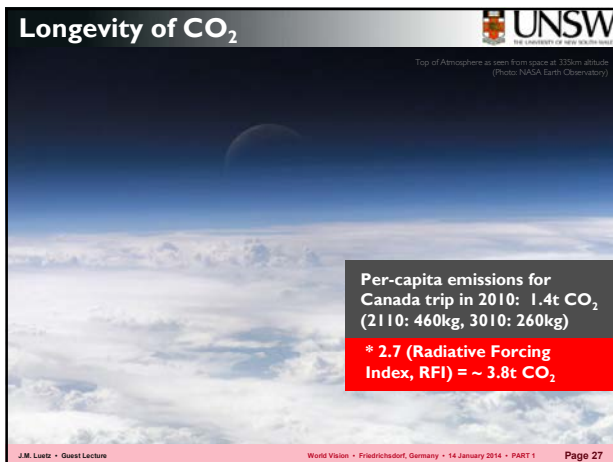 Longevity of CO₂
UNSW
THE UNIVERSITY OF NEW SOUTH WALES
Top of Atmosphere as seen from space at 335km altitude
(Photo: NASA Earth Observatory)
Per-capita emissions for
Canada trip in 2010: 1.4t CO₂
(2110: 460kg, 3010: 260kg)
* 2.7 (Radiative Forcing
Index, RFI) = ~ 3.8t CO₂
J.M. Luetz • Guest Lecture
World Vision • Friedrichsdorf, Germany • 14 January 2014 • PART 1
Page 27